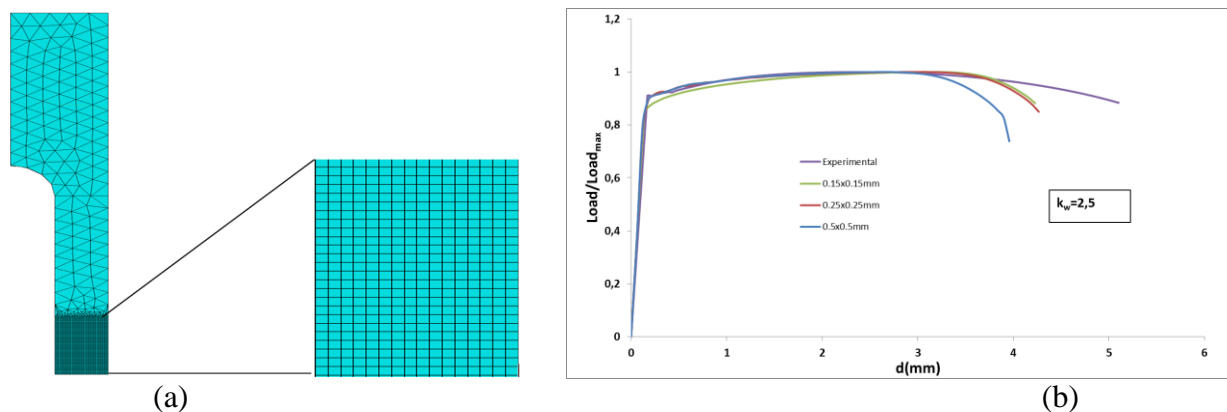 1,2
1
0,8
0,6
0,4
0,2
0
Load/Load_max
Experimental
0.15x0.15mm
0.25x0.25mm
0.5x0.5mm
k_w=2,5
0 1 2 3 4 5 6
d(mm)
(a) (b)